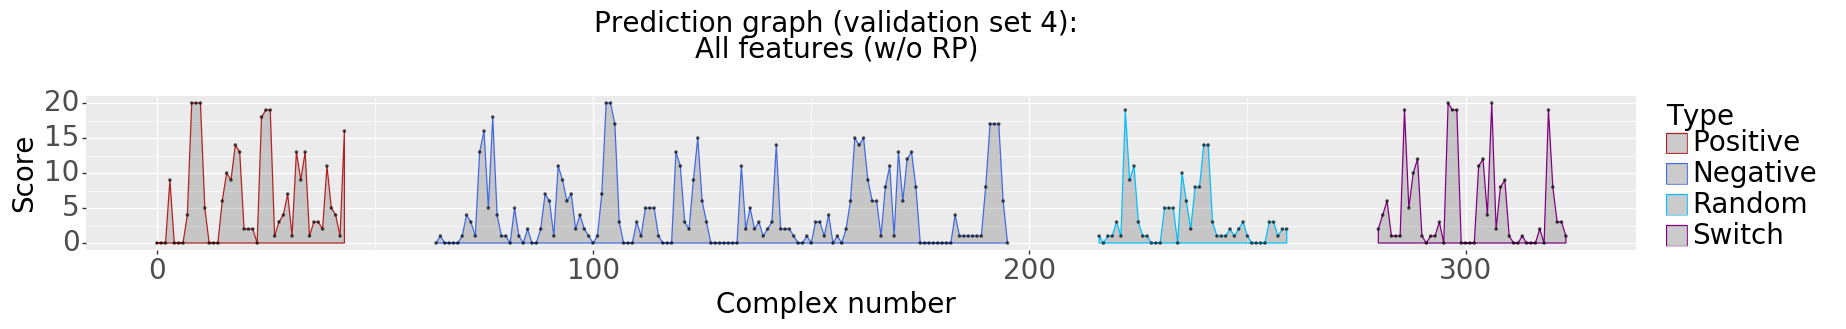 Prediction graph (validation set 4):
All features (w/o RP)
Score
20
15
10
5
0
0 100 200 300
Complex number
Type
Positive
Negative
Random
Switch